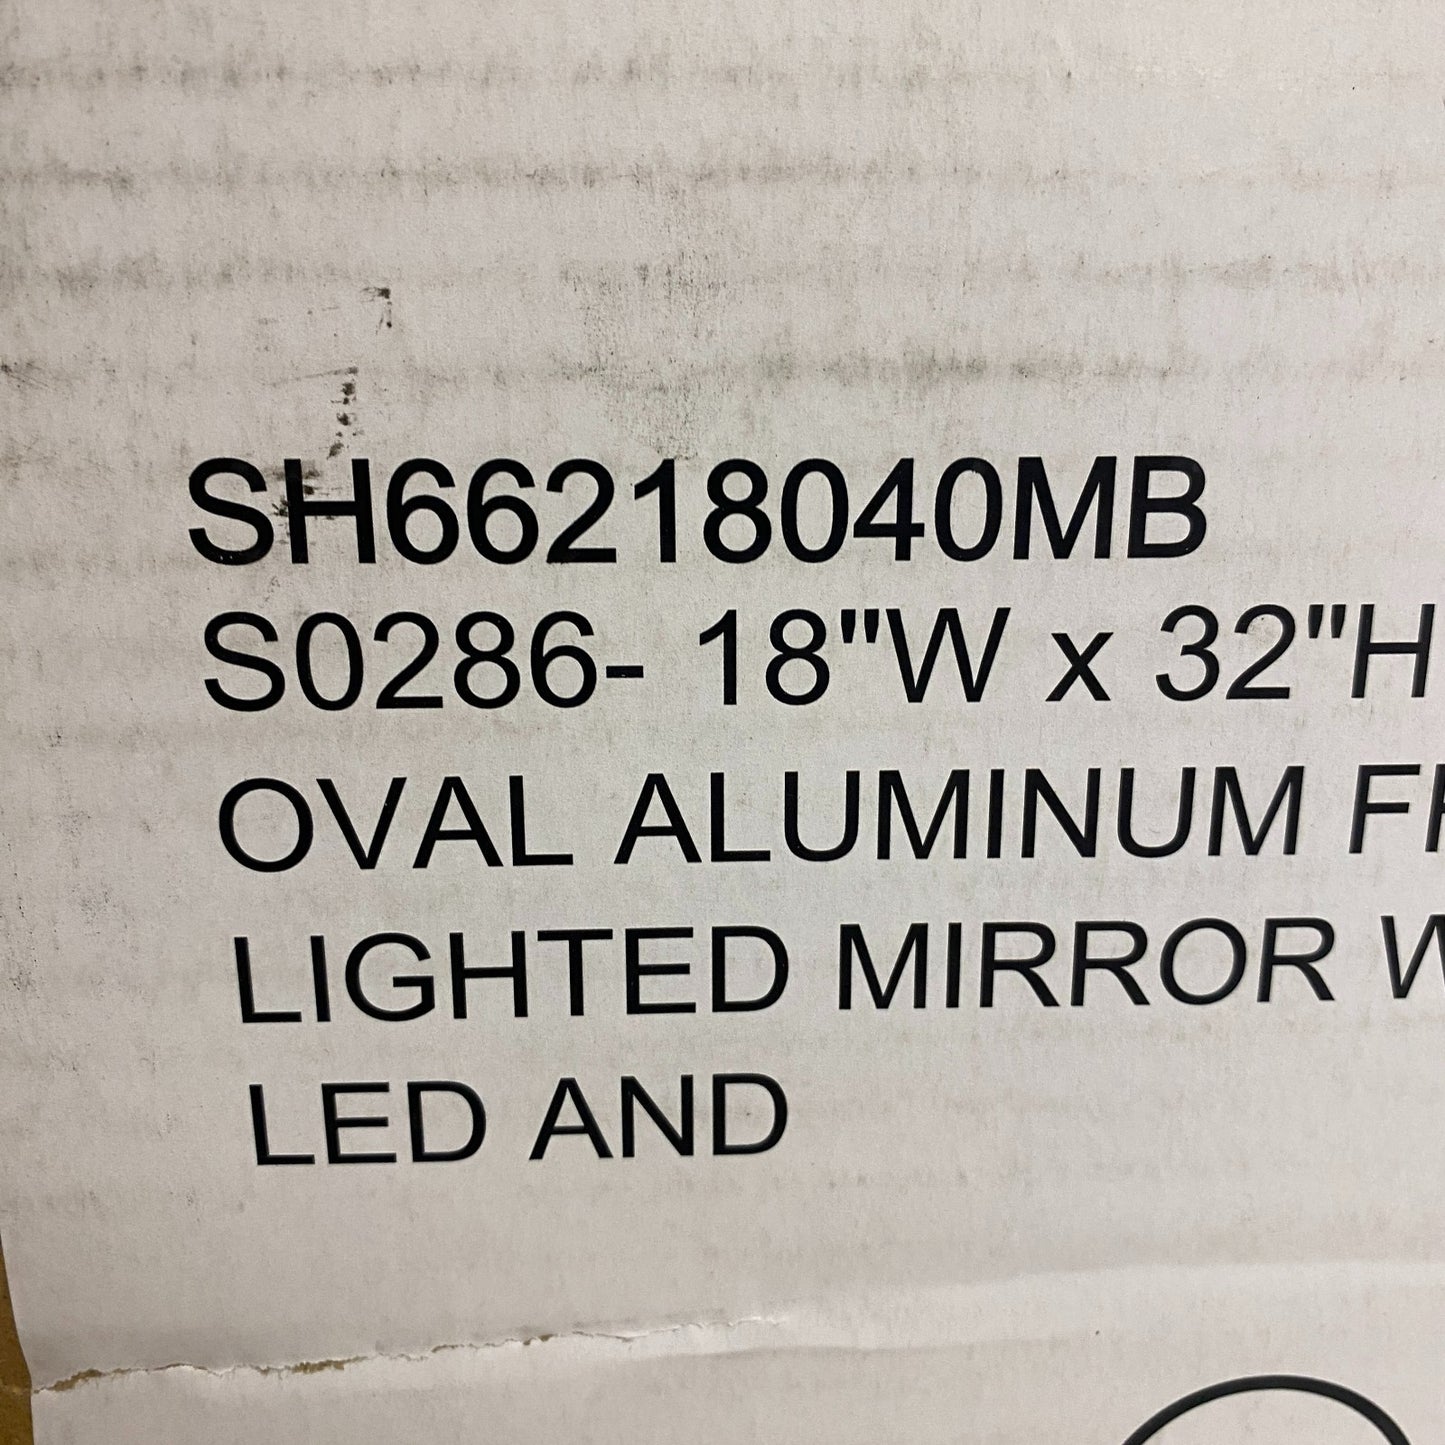 SH66218040MB
S0286- 18"W x 32"H
OVAL ALUMINUM
LIGHTED MIRROR
LED AND